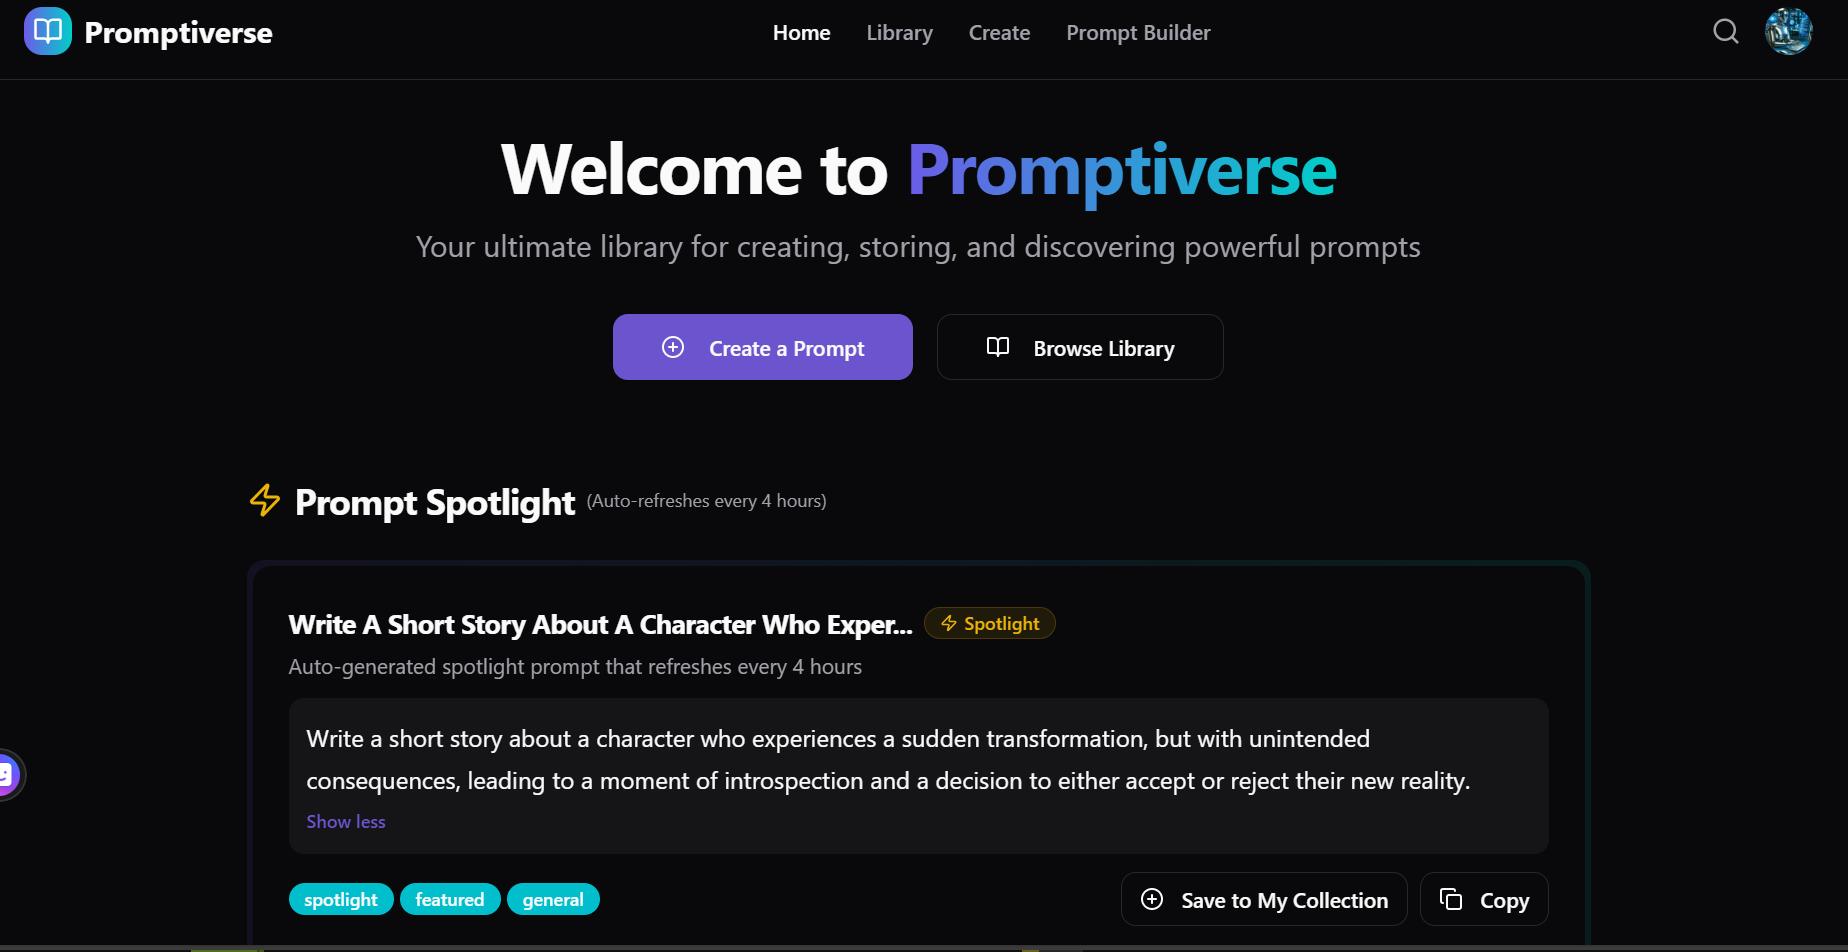 Promptiverse
Home
Library
Create
Prompt Builder
Welcome to Promptiverse
Your ultimate library for creating, storing, and discovering powerful prompts
Create a Prompt
Browse Library
Prompt Spotlight (Auto-refreshes every 4 hours)
Write A Short Story About A Character Who Exper...
Spotlight
Auto-generated spotlight prompt that refreshes every 4 hours
Write a short story about a character who experiences a sudden transformation, but with unintended
consequences, leading to a moment of introspection and a decision to either accept or reject their new reality.
Show less
spotlight
featured
general
Save to My Collection
Copy